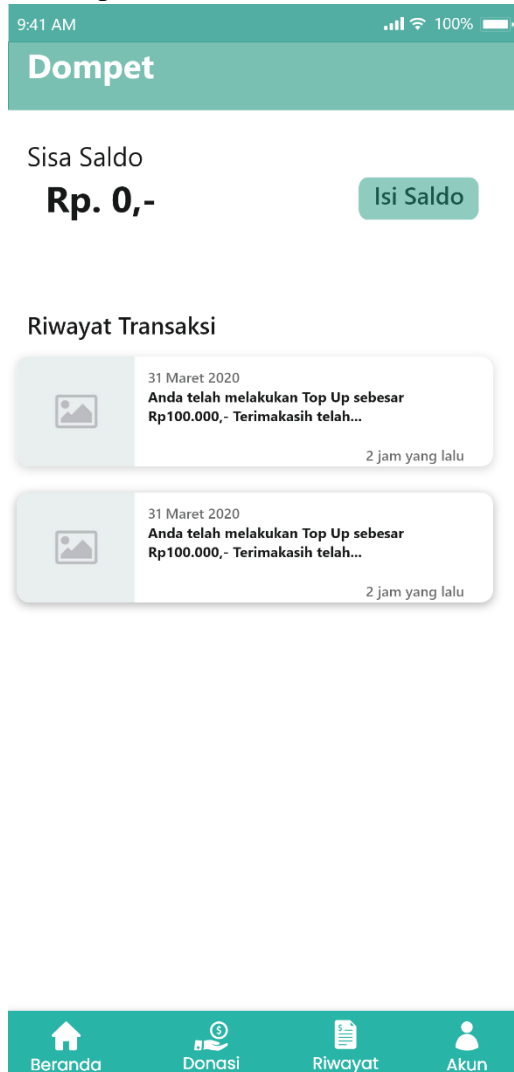 9:41 AM 100%
Dompet
Sisa Saldo
Rp. 0,-
Isi Saldo
Riwayat Transaksi
31 Maret 2020
Anda telah melakukan Top Up sebesar
Rp100.000,- Terimakasih telah...
2 jam yang lalu
31 Maret 2020
Anda telah melakukan Top Up sebesar
Rp100.000,- Terimakasih telah...
2 jam yang lalu
Beranda Donasi Riwayat Akun